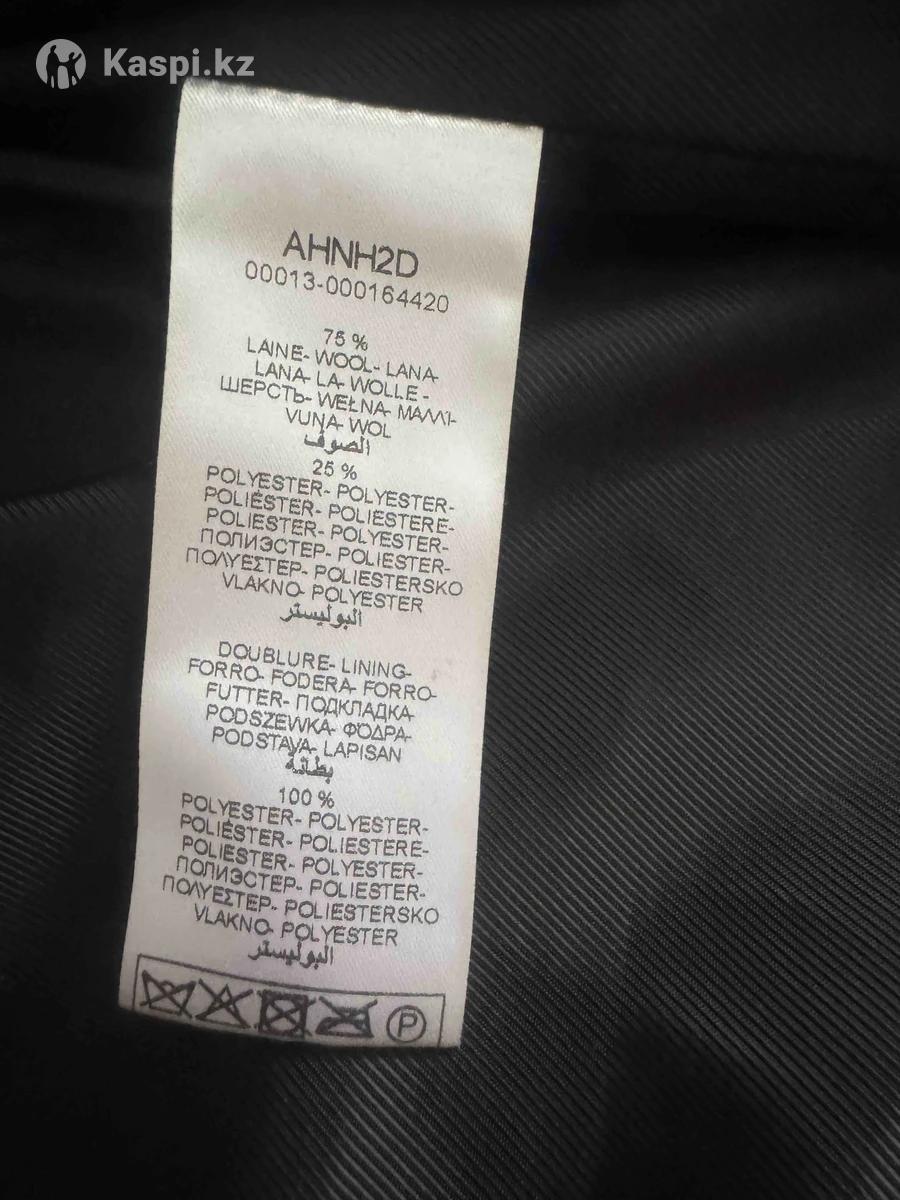 Kaspi.kz
AHNH2D
00013-000164420
75 %
LAINE- WOOL- LANA-
LANA- LA- WOLLE -
ШЕРСТЬ- WEŁNA- ΜΑΛΛΙ-
VUNA- WOL
الصوف
25 %
POLYESTER- POLYESTER-
POLIÉSTER- POLIESTERE-
POLIESTER- POLYESTER-
ПОЛИЭСТЕР- POLIESTER-
ΠΟΛΥΕΣΤΕΡ- POLIESTERSKO
VLAKNO- POLYESTER
البوليستر
DOUBLURE- LINING-
FORRO- FODERA- FORRO-
FUTTER- ПОДКЛАДКА-
PODSZEWKA- ΦΌΔΡΑ-
PODSTAVA- LAPISAN
بطانة
100 %
POLYESTER- POLYESTER-
POLIÉSTER- POLIESTERE-
POLIESTER- POLYESTER-
ПОЛИЭСТЕР- POLIESTER-
ΠΟΛΥΕΣΤΕΡ- POLIESTERSKO
VLAKNO- POLYESTER
البوليستر
P